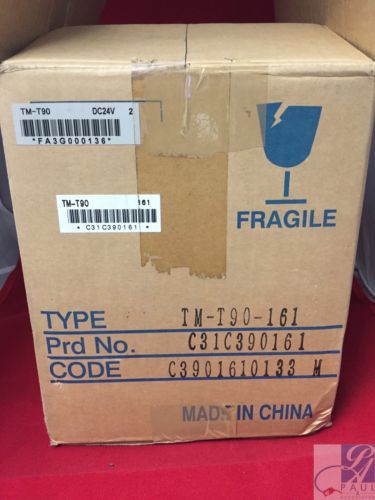 TM-T90 DC24V 2
*FA3G000136*
TM-T90 161
* C31C390161 *
FRAGILE
TYPE TM-T90-161
Prd No. C31C390161
CODE C3901610133 M
MADE IN CHINA
PAUL